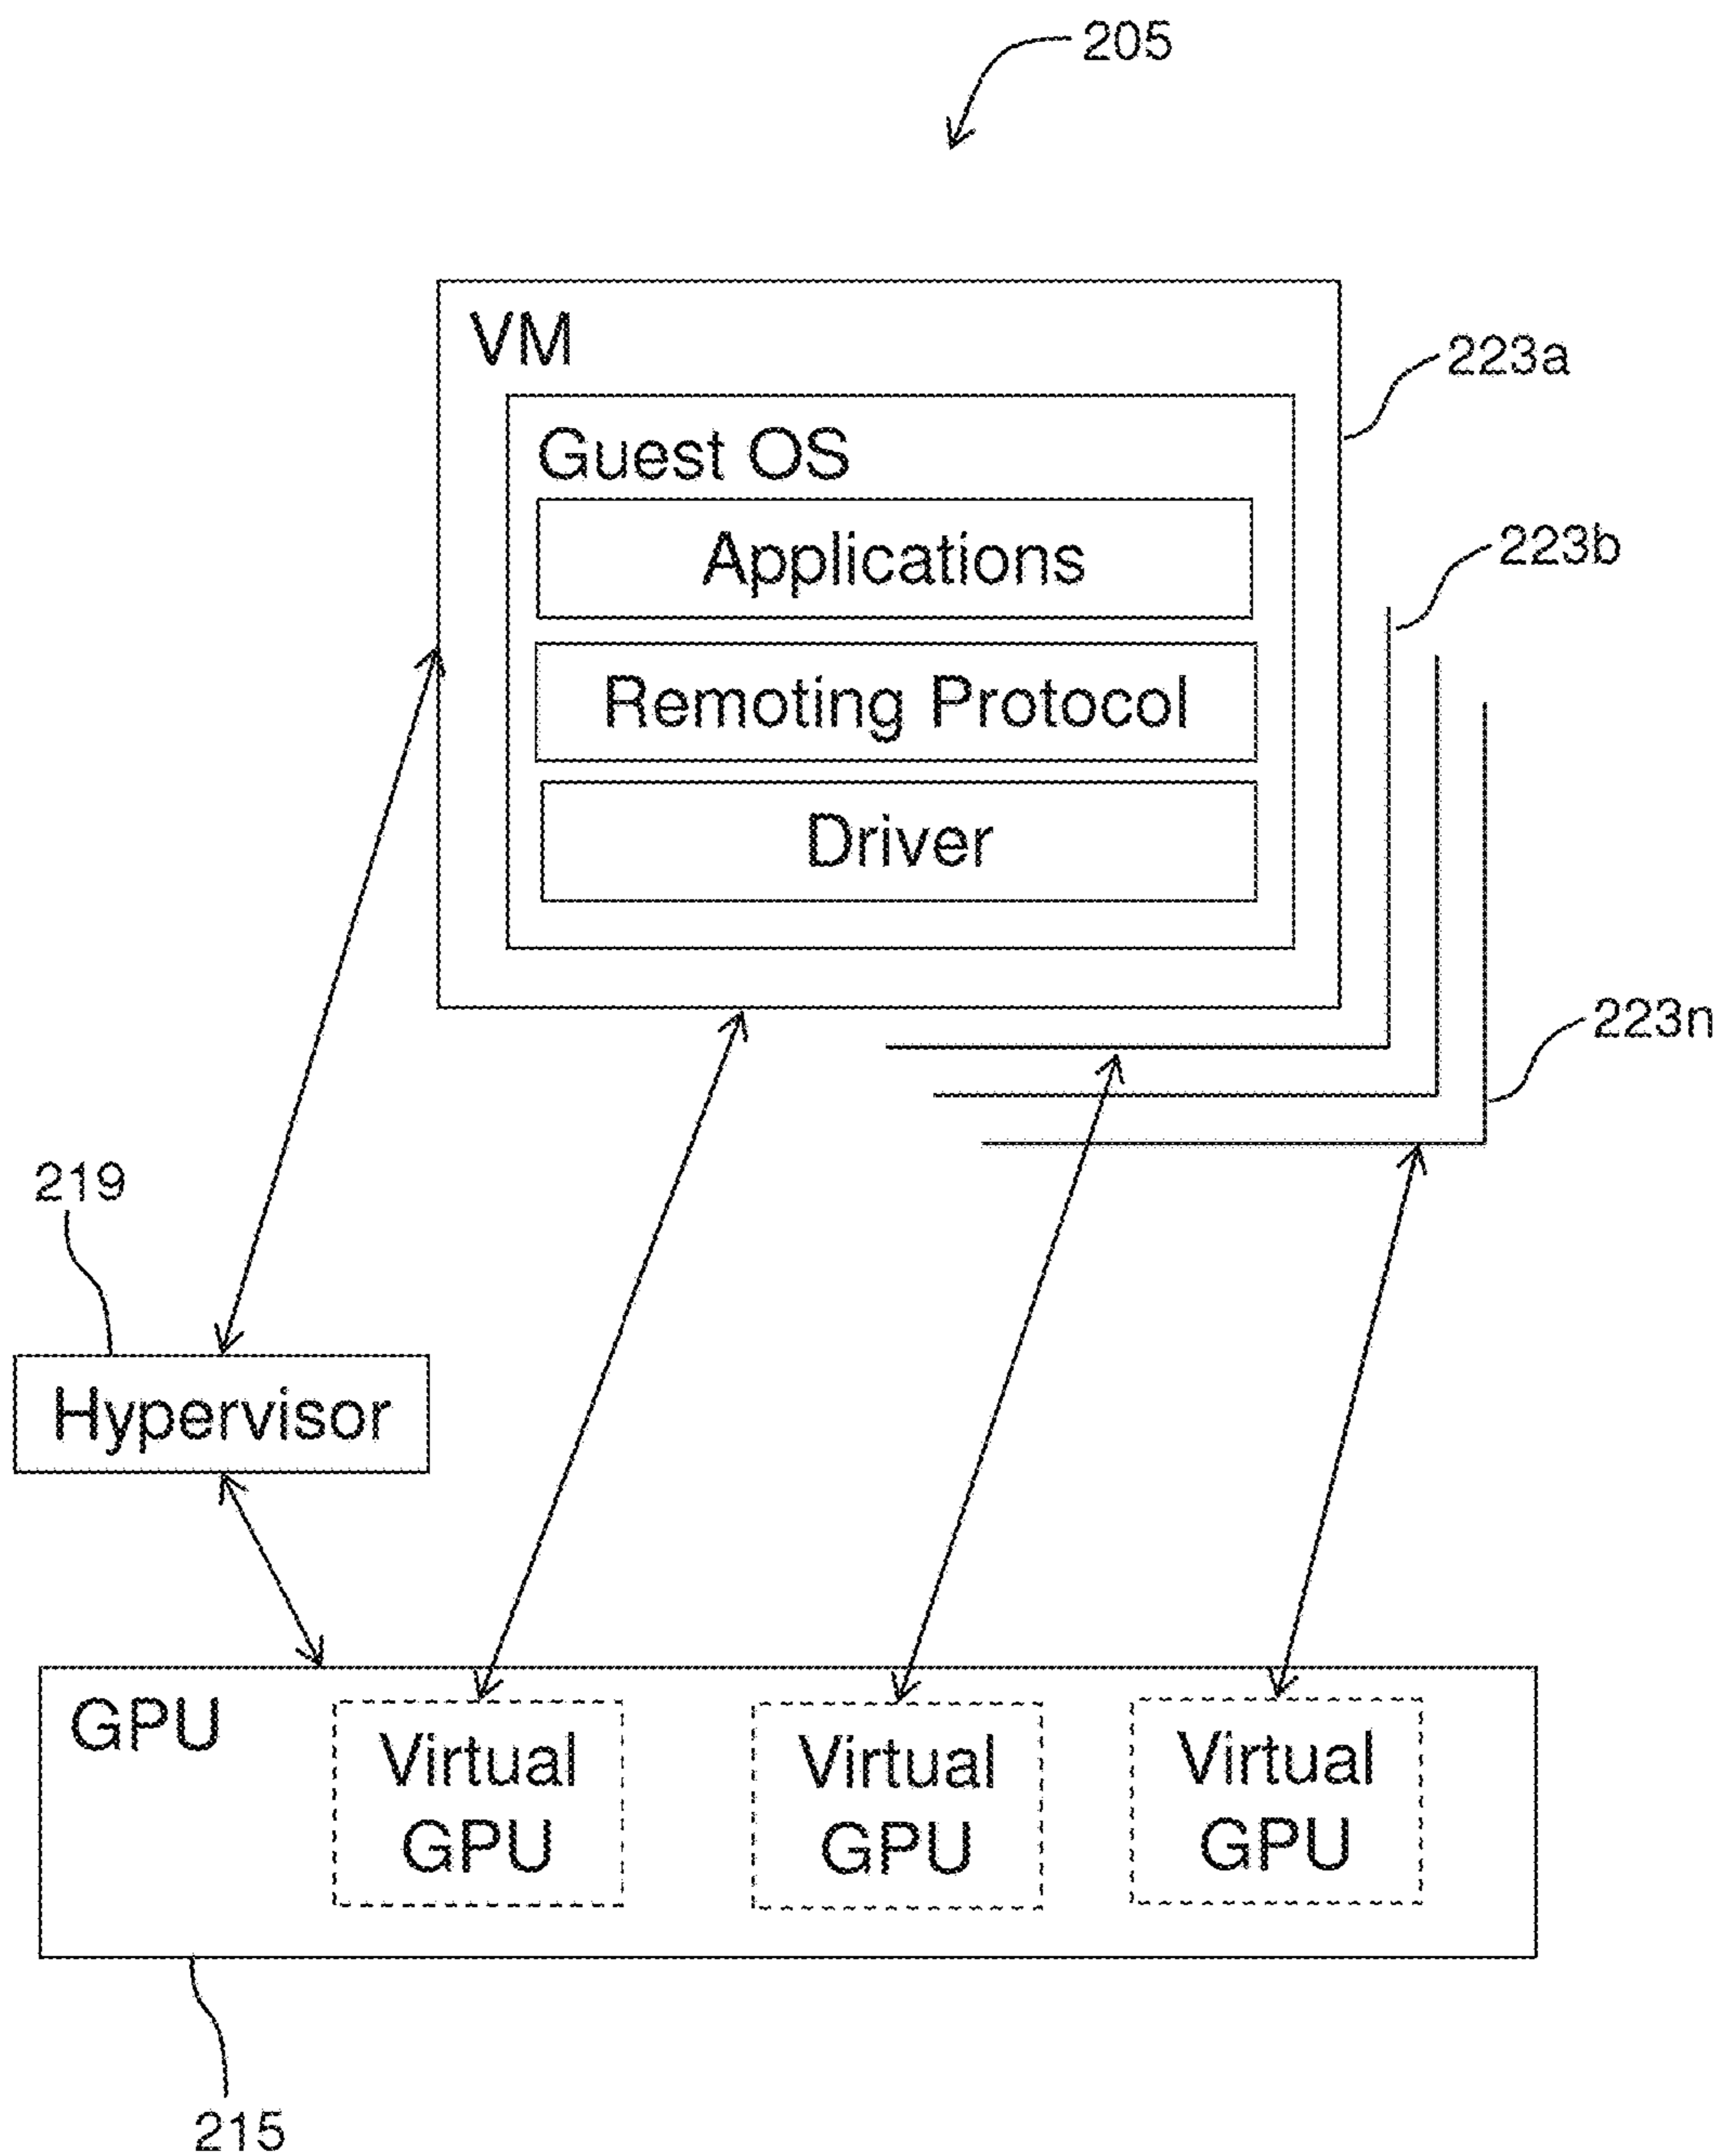 205
VM
223a
Guest OS
Applications
223b
Remoting Protocol
Driver
223n
219
Hypervisor
GPU
Virtual
GPU
Virtual
GPU
Virtual
GPU
215